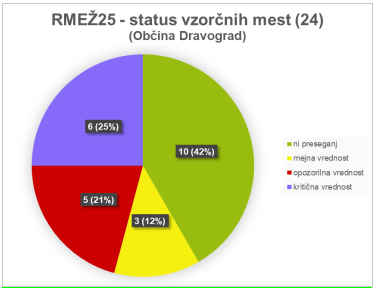 RMEŽ25 - status vzorčnih mest (24)
(Občina Dravograd)
6 (25%)
10 (42%)
5 (21%)
3 (12%)
ni preseganj
mejna vrednost
opozorilna vrednost
kritična vrednost